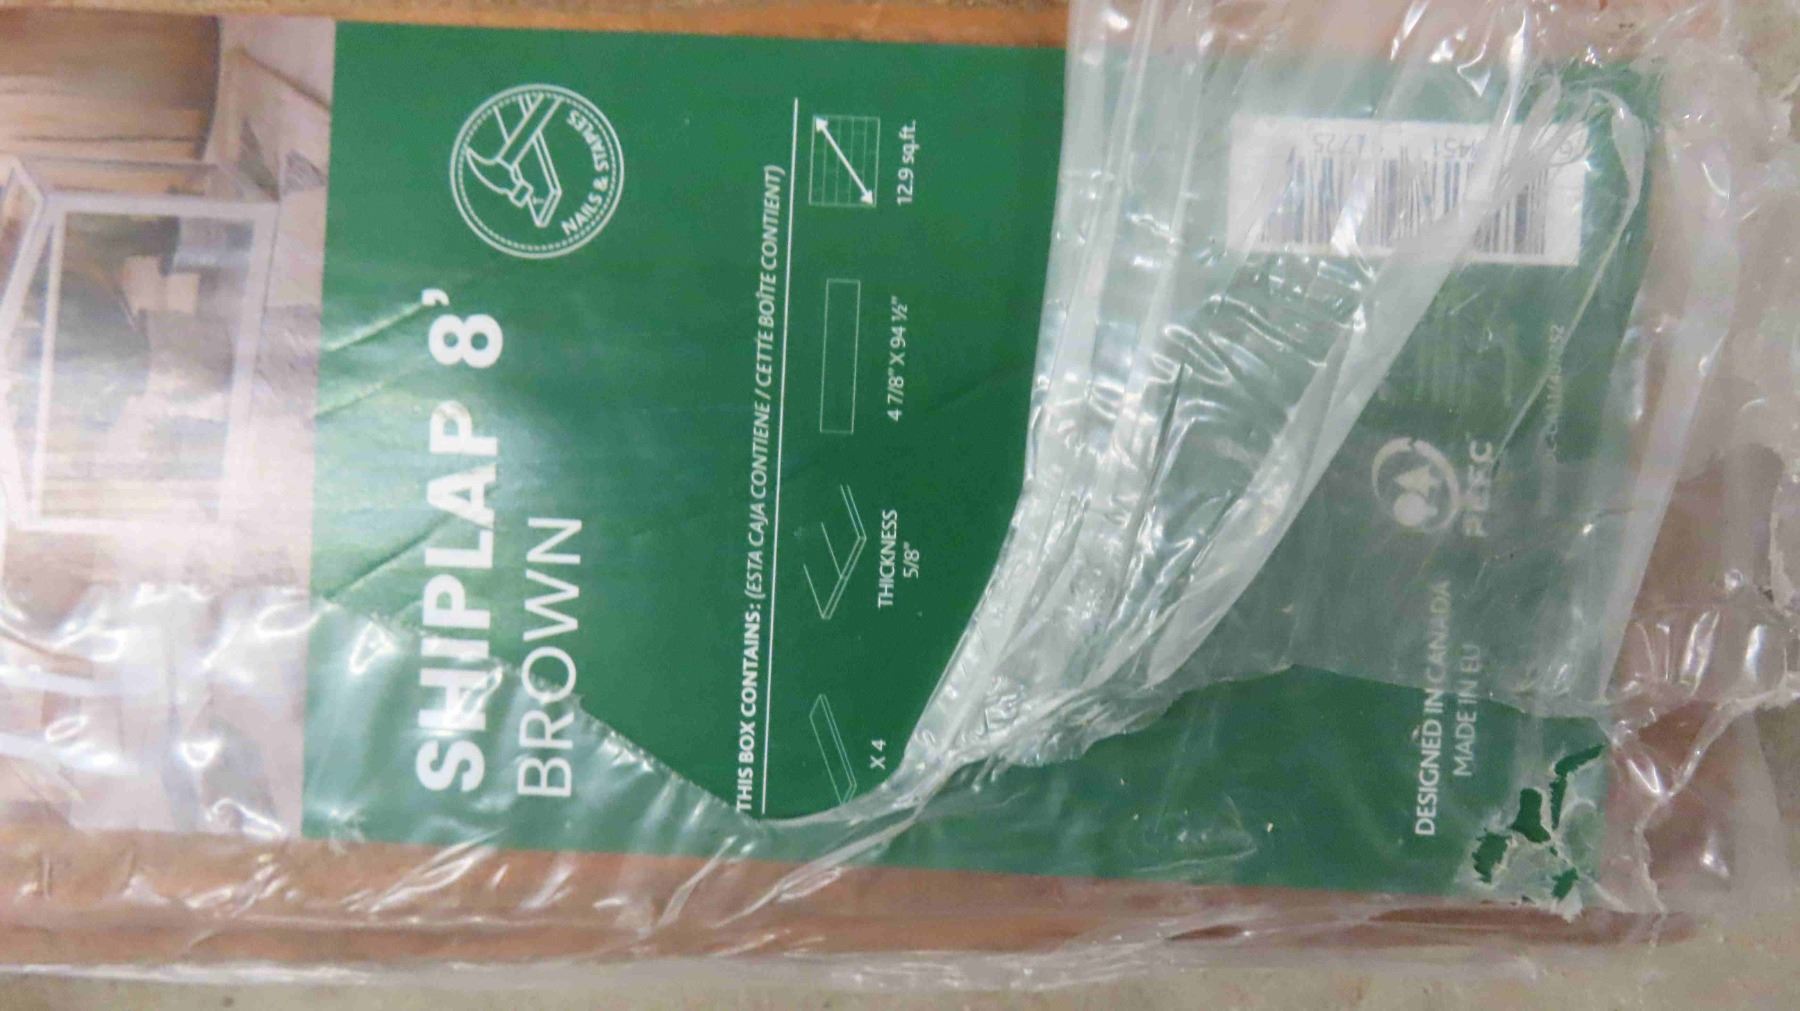 SHIPLAP 8'
BROWN
NAILS & STAPLES
THIS BOX CONTAINS: (ESTA CAJA CONTIENE / CETTE BOÎTE CONTIENT)
X 4
THICKNESS
5/8"
4 7/8" X 94 ½"
12.9 sq.ft.
DESIGNED IN CANADA
MADE IN EU
PEFC